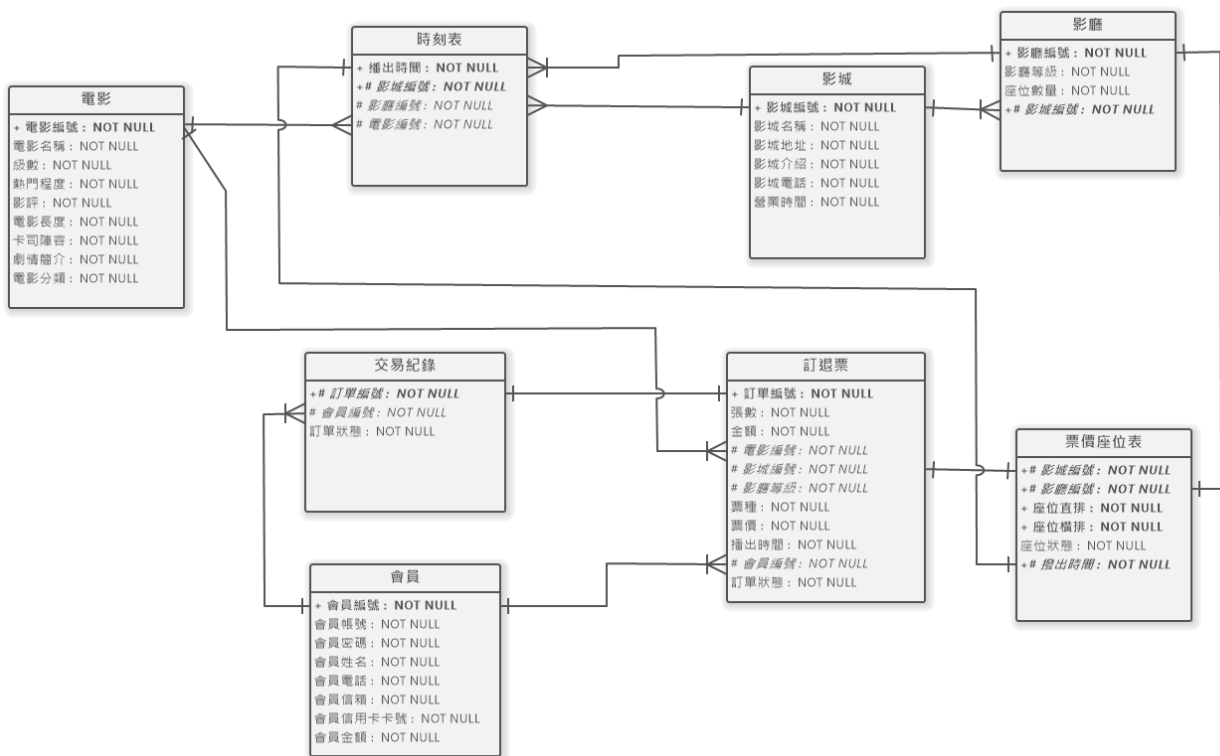 時刻表
+ 播出時間 : NOT NULL
+# 影城編號 : NOT NULL
# 影廳編號 : NOT NULL
# 電影編號 : NOT NULL
影廳
+ 影廳編號 : NOT NULL
影廳等級 : NOT NULL
座位數量 : NOT NULL
+# 影城編號 : NOT NULL
影城
+ 影城編號 : NOT NULL
影城名稱 : NOT NULL
影城地址 : NOT NULL
影城介紹 : NOT NULL
影城電話 : NOT NULL
營業時間 : NOT NULL
電影
+ 電影編號 : NOT NULL
電影名稱 : NOT NULL
級數 : NOT NULL
熱門程度 : NOT NULL
影評 : NOT NULL
電影長度 : NOT NULL
卡司陣容 : NOT NULL
劇情簡介 : NOT NULL
電影分類 : NOT NULL
交易紀錄
+# 訂單編號 : NOT NULL
# 會員編號 : NOT NULL
訂單狀態 : NOT NULL
訂退票
+ 訂單編號 : NOT NULL
張數 : NOT NULL
金額 : NOT NULL
# 電影編號 : NOT NULL
# 影城編號 : NOT NULL
# 影廳等級 : NOT NULL
票種 : NOT NULL
票價 : NOT NULL
播出時間 : NOT NULL
# 會員編號 : NOT NULL
訂單狀態 : NOT NULL
票價座位表
+# 影城編號 : NOT NULL
+# 影廳編號 : NOT NULL
+ 座位直排 : NOT NULL
+ 座位橫排 : NOT NULL
座位狀態 : NOT NULL
+# 撥出時間 : NOT NULL
會員
+ 會員編號 : NOT NULL
會員帳號 : NOT NULL
會員密碼 : NOT NULL
會員姓名 : NOT NULL
會員電話 : NOT NULL
會員信箱 : NOT NULL
會員信用卡卡號 : NOT NULL
會員金額 : NOT NULL